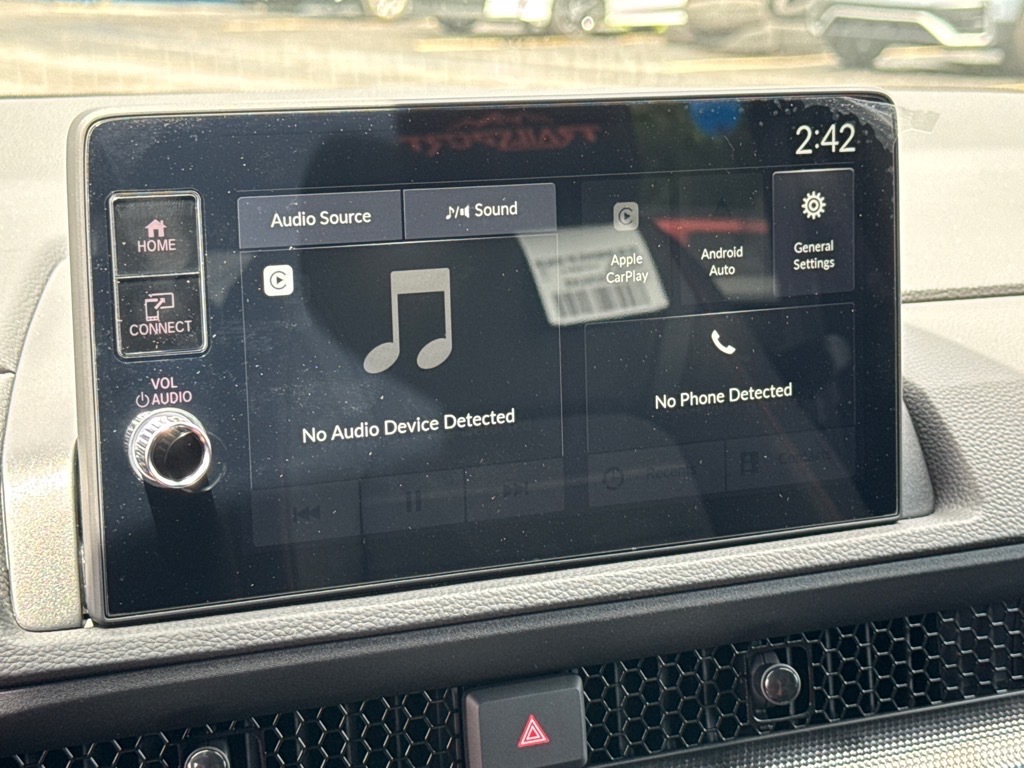 TRAILSPORT
2:42
HOME
CONNECT
VOL
AUDIO
Audio Source
Sound
No Audio Device Detected
Apple
CarPlay
Android
Auto
General
Settings
No Phone Detected